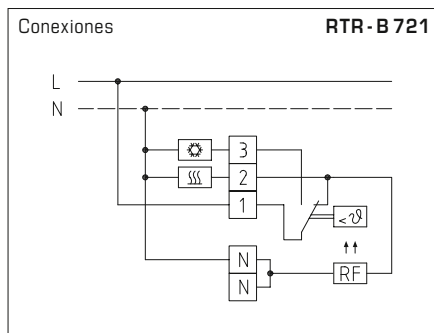 Conexiones RTR-B 721
L
N
3
2
1
< ϑ
N
N
RF